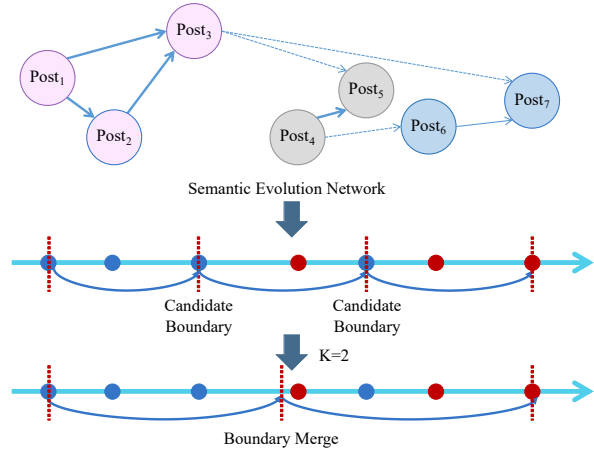 Post₃
Post₁
Post₅
Post₇
Post₂
Post₄
Post₆
Semantic Evolution Network
Candidate Boundary
Candidate Boundary
K=2
Boundary Merge